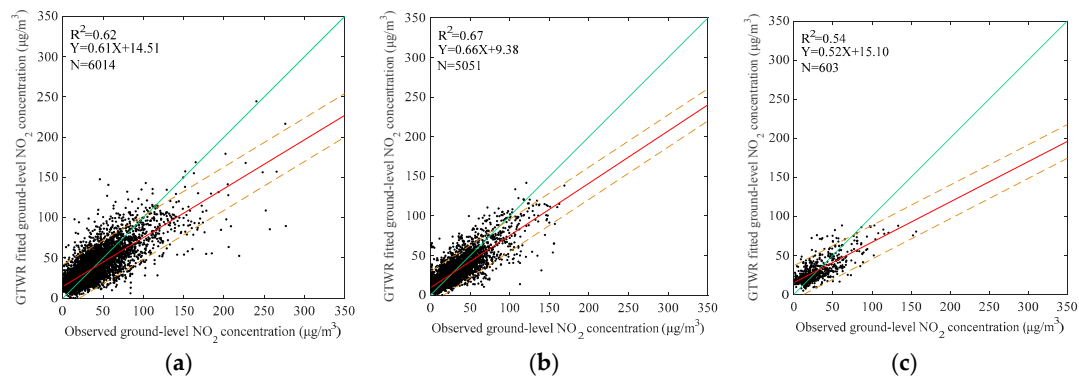 R²=0.62
Y=0.61X+14.51
N=6014
GTWR fitted ground-level NO₂ concentration (μg/m³)
350
300
250
200
150
100
50
0
0 50 100 150 200 250 300 350
Observed ground-level NO₂ concentration (μg/m³)
(a)
R²=0.67
Y=0.66X+9.38
N=5051
GTWR fitted ground-level NO₂ concentration (μg/m³)
350
300
250
200
150
100
50
0
0 50 100 150 200 250 300 350
Observed ground-level NO₂ concentration (μg/m³)
(b)
R²=0.54
Y=0.52X+15.10
N=603
GTWR fitted ground-level NO₂ concentration (μg/m³)
350
300
250
200
150
100
50
0
0 50 100 150 200 250 300 350
Observed ground-level NO₂ concentration (μg/m³)
(c)